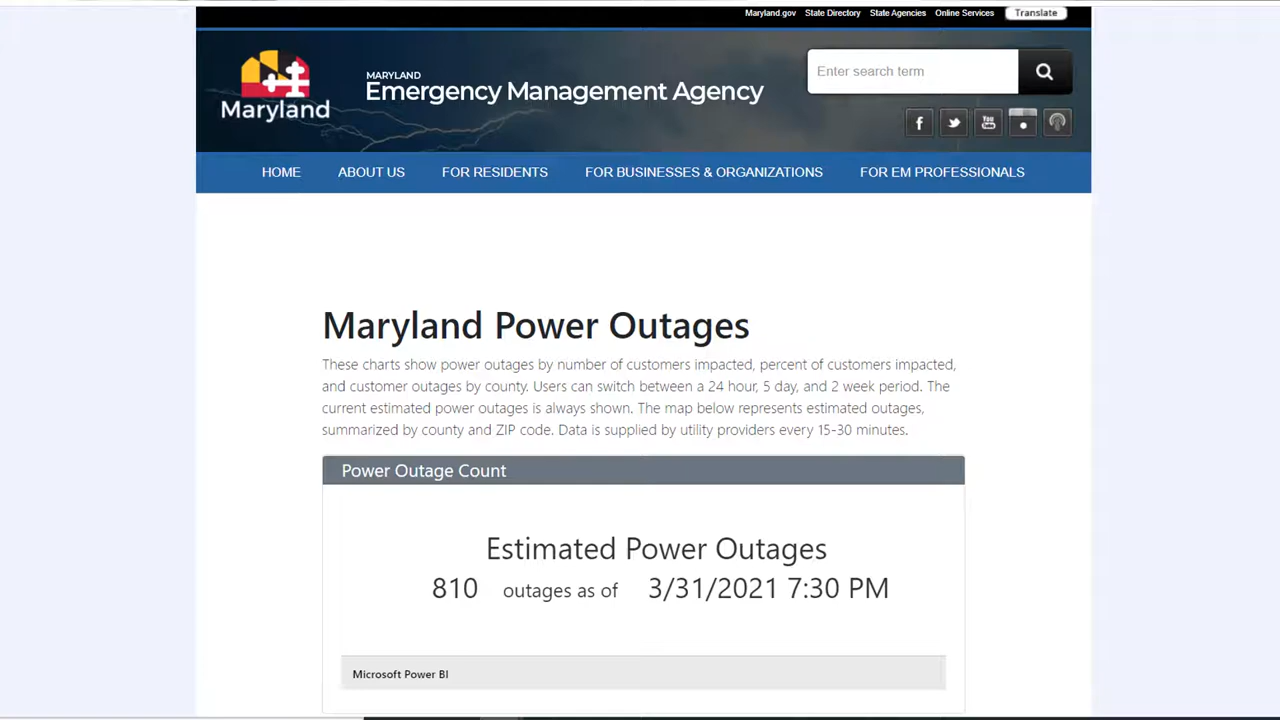 Maryland.gov State Directory State Agencies Online Services Translate
MARYLAND
Emergency Management Agency
Maryland
Enter search term
You
HOME ABOUT US FOR RESIDENTS FOR BUSINESSES & ORGANIZATIONS FOR EM PROFESSIONALS
Maryland Power Outages
These charts show power outages by number of customers impacted, percent of customers impacted,
and customer outages by county. Users can switch between a 24 hour, 5 day, and 2 week period. The
current estimated power outages is always shown. The map below represents estimated outages,
summarized by county and ZIP code. Data is supplied by utility providers every 15-30 minutes.
Power Outage Count
Estimated Power Outages
810 outages as of 3/31/2021 7:30 PM
Microsoft Power BI